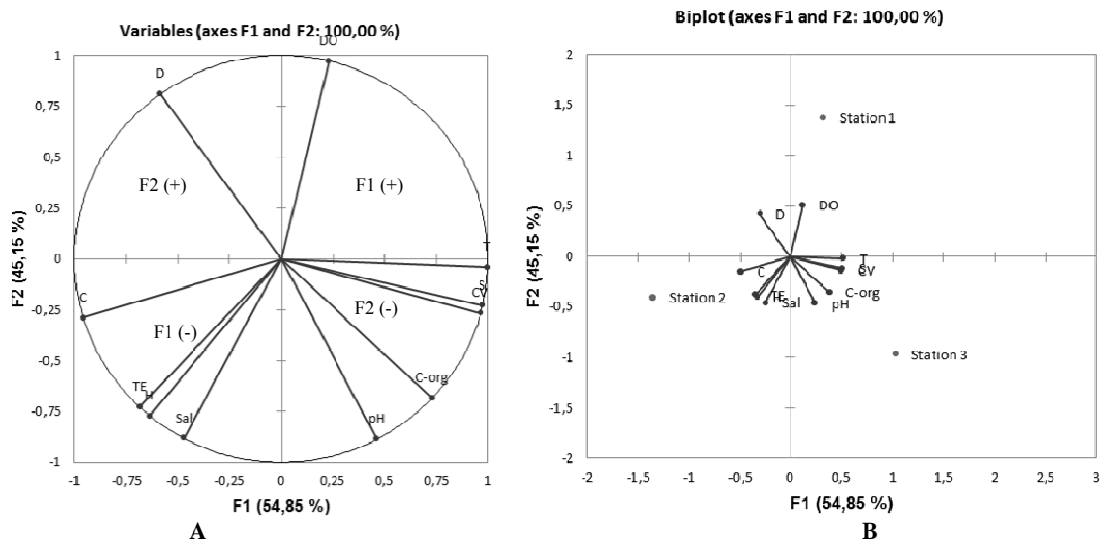 Variables (axes F1 and F2: 100,00 %)
DO
D
F2 (+)
F1 (+)
T
S
CV
C
F2 (-)
F1 (-)
C-org
TE
H
Sal
pH
1
0,75
0,5
0,25
0
-0,25
-0,5
-0,75
-1
F2 (45,15 %)
-1 -0,75 -0,5 -0,25 0 0,25 0,5 0,75 1
F1 (54,85 %)
A
Biplot (axes F1 and F2: 100,00 %)
2
1,5
1
0,5
0
-0,5
-1
-1,5
-2
F2 (45,15 %)
Station 1
D
DO
T
C
CV
C-org
Station 2
TE
Sal
pH
Station 3
-2 -1,5 -1 -0,5 0 0,5 1 1,5 2 3 3
F1 (54,85 %)
B